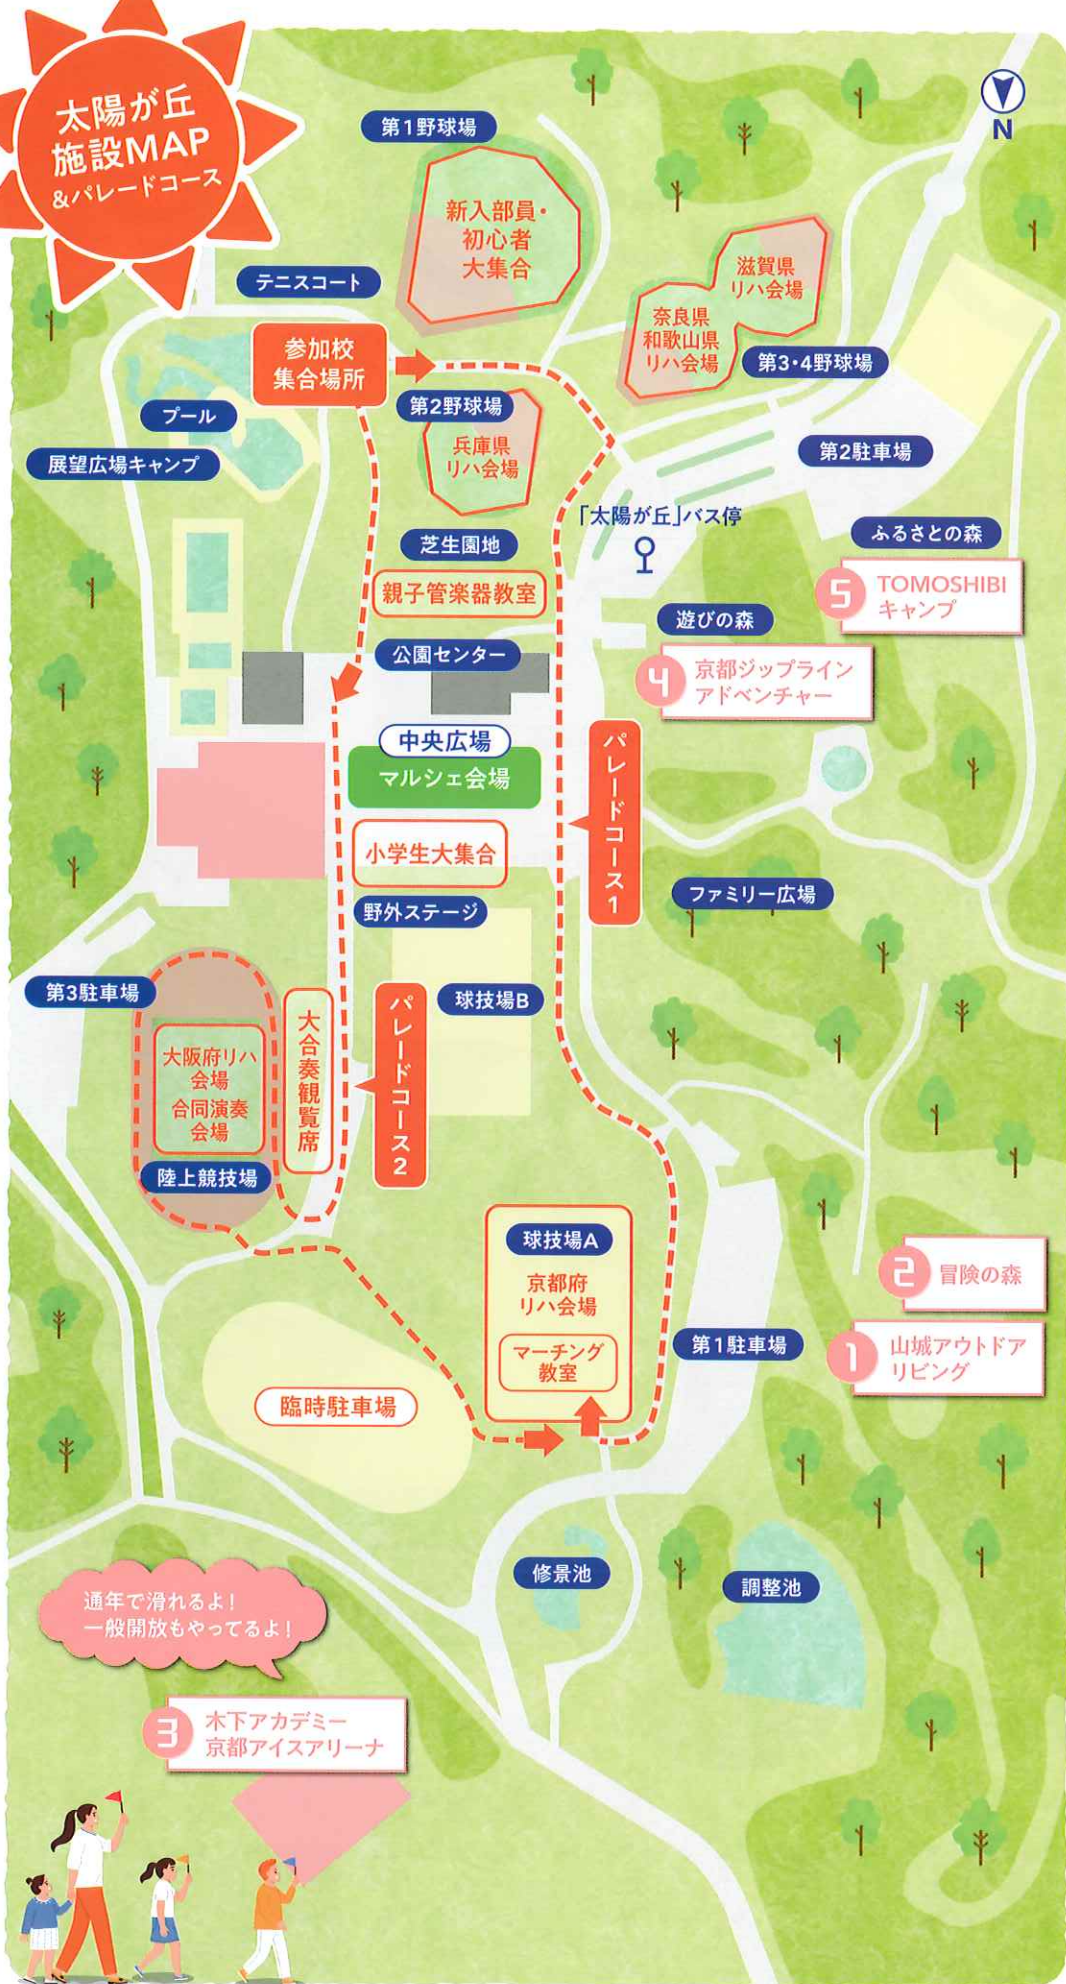 太陽が丘
施設MAP
&パレードコース
N
第1野球場
新入部員・
初心者
大集合
テニスコート
滋賀県
リハ会場
奈良県
和歌山県
リハ会場
第3・4野球場
参加校
集合場所
第2野球場
兵庫県
リハ会場
プール
展望広場キャンプ
第2駐車場
「太陽が丘」バス停
ふるさとの森
5
TOMOSHIBI
キャンプ
芝生園地
親子管楽器教室
遊びの森
4
京都ジップライン
アドベンチャー
公園センター
中央広場
マルシェ会場
パレードコース1
小学生大集合
野外ステージ
ファミリー広場
第3駐車場
大阪府リハ
会場
合同演奏
会場
大合奏観覧席
パレードコース2
球技場B
陸上競技場
球技場A
京都府
リハ会場
マーチング
教室
2
冒険の森
第1駐車場
1
山城アウトドア
リビング
臨時駐車場
修景池
調整池
通年で滑れるよ!
一般開放もやってるよ!
3
木下アカデミー
京都アイスアリーナ